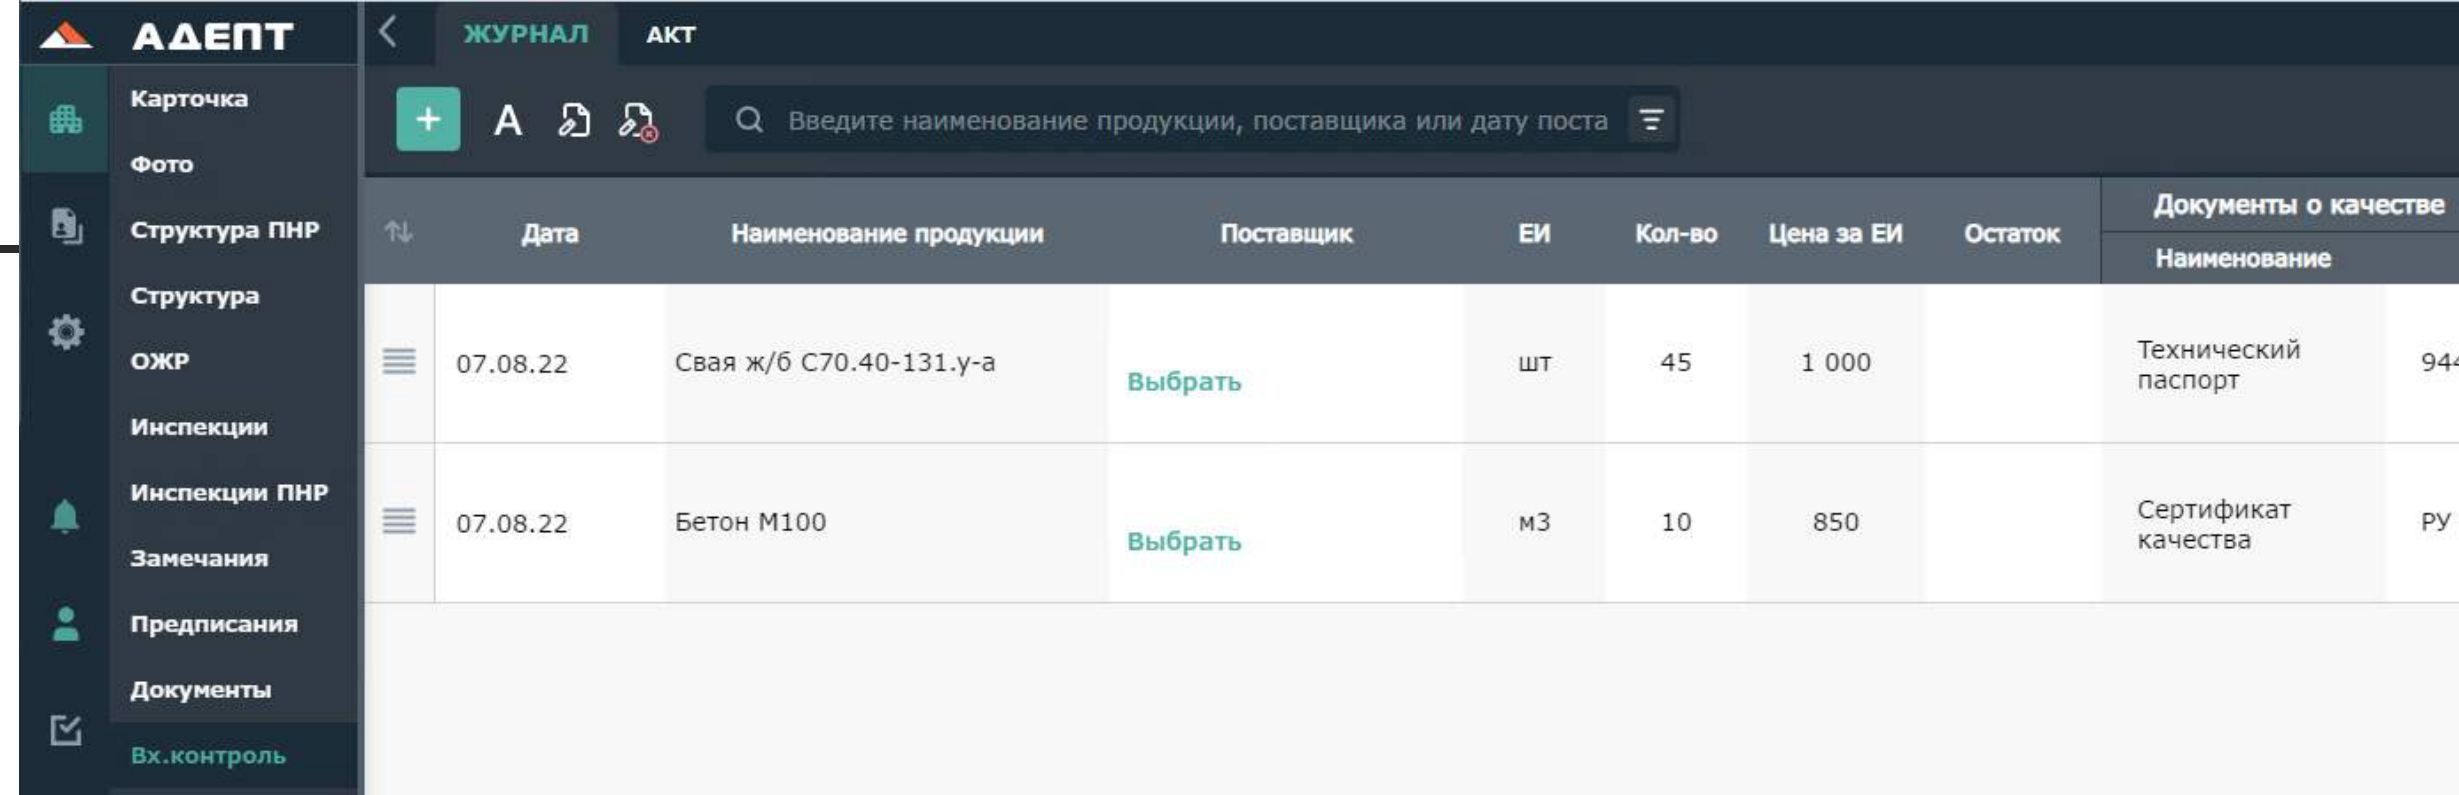 АДЕПТ
ЖУРНАЛ АКТ
Карточка
Фото
Структура ПНР
Структура
ОЖР
Инспекции
Инспекции ПНР
Замечания
Предписания
Документы
Вх.контроль
+ А Введите наименование продукции, поставщика или дату поста
Дата Наименование продукции Поставщик ЕИ Кол-во Цена за ЕИ Остаток Документы о качестве
Наименование
07.08.22 Свая ж/б С70.40-131.у-а Выбрать шт 45 1 000 Технический
паспорт
944
07.08.22 Бетон М100 Выбрать м3 10 850 Сертификат
качества
РУ